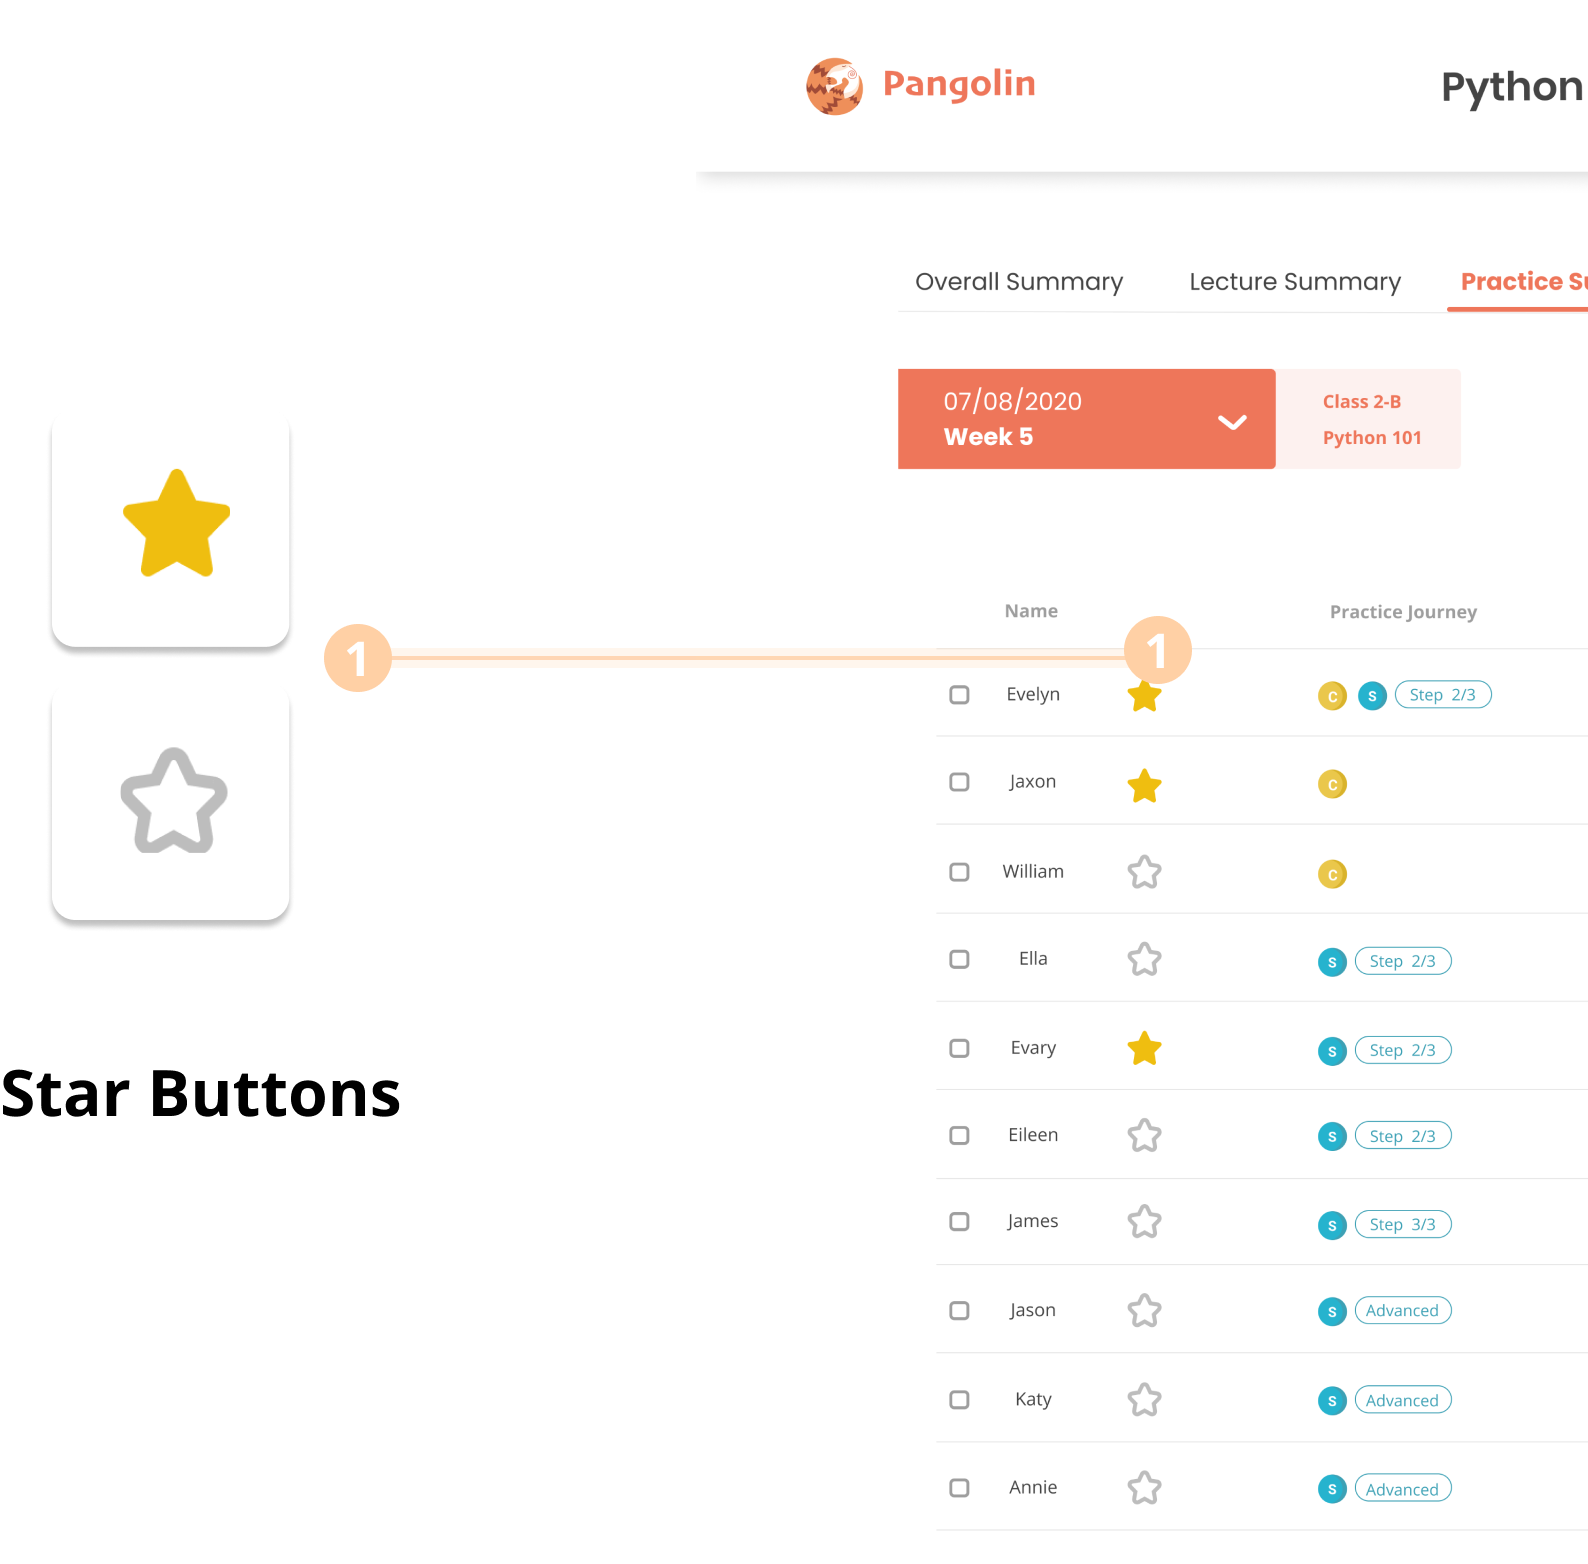 Pangolin
Python
Overall Summary
Lecture Summary
Practice
07/08/2020
Week 5
Class 2-B
Python 101
Name
Practice Journey
1
1
Evelyn
C
S
Step 2/3
Jaxon
C
William
C
Ella
S
Step 2/3
Evary
S
Step 2/3
Star Buttons
Eileen
S
Step 2/3
James
S
Step 3/3
Jason
S
Advanced
Katy
S
Advanced
Annie
S
Advanced